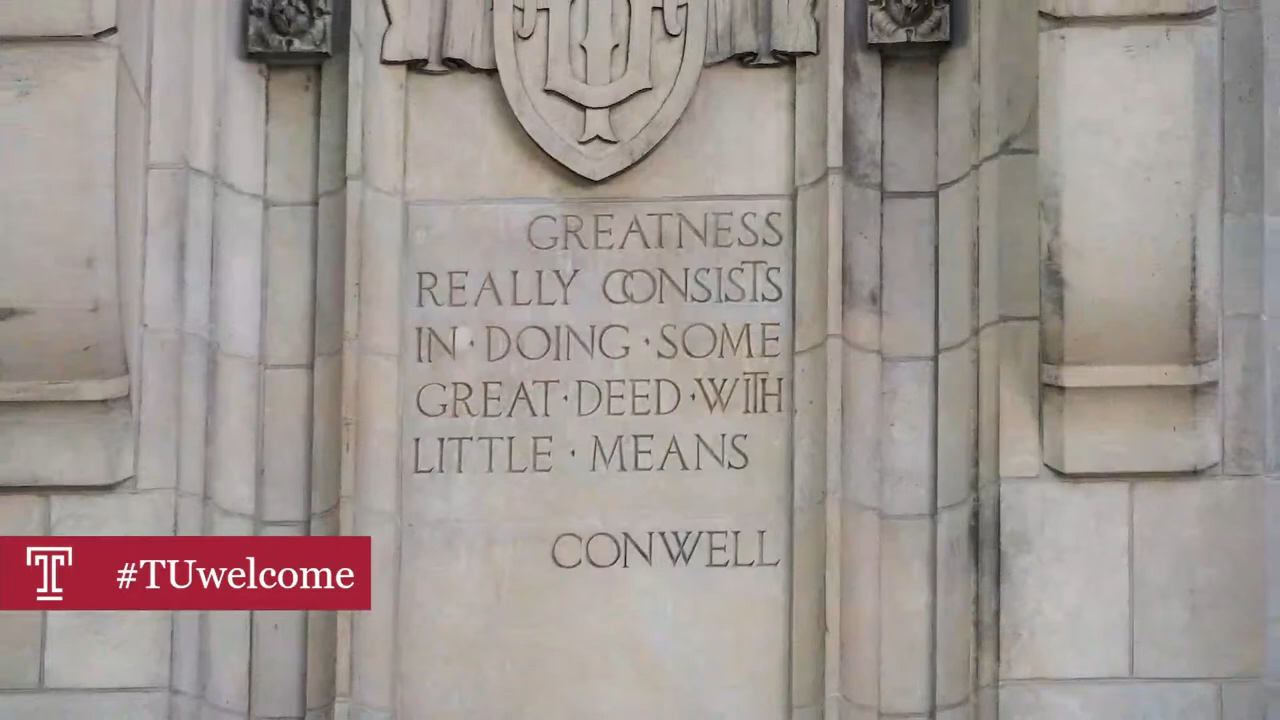 GREATNESS
REALLY CONSISTS
IN · DOING · SOME
GREAT · DEED · WITH
LITTLE · MEANS
CONWELL
T #TUwelcome